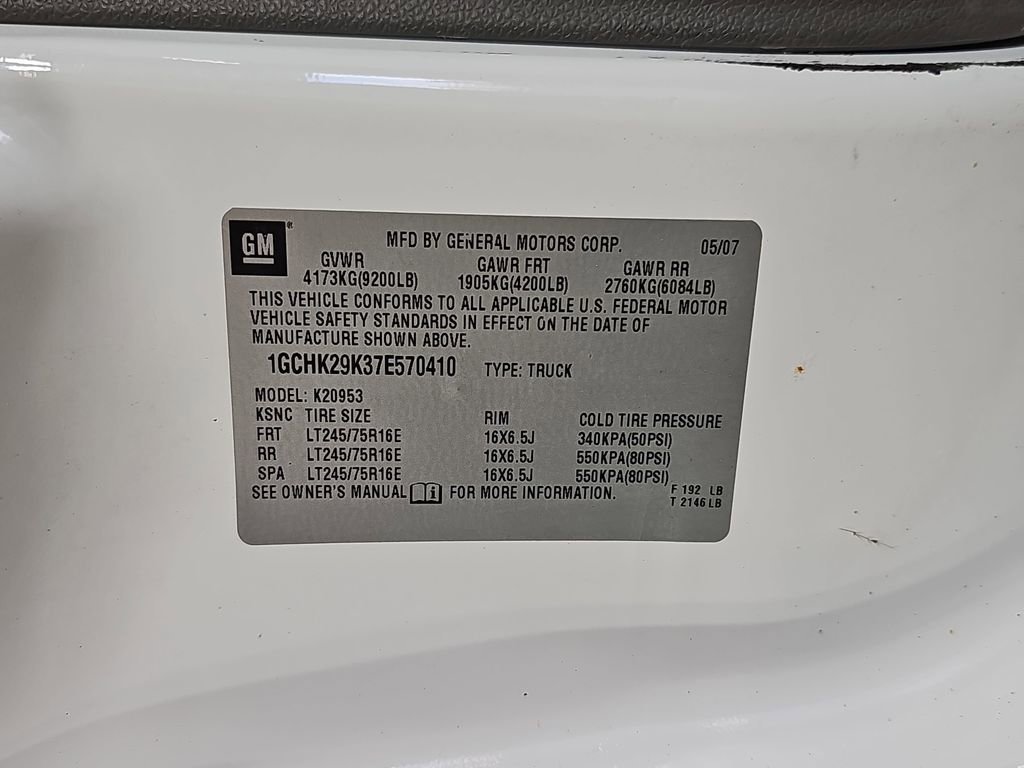 GM® MFD BY GENERAL MOTORS CORP. 05/07
GVWR GAWR FRT GAWR RR
4173KG(9200LB) 1905KG(4200LB) 2760KG(6084LB)
THIS VEHICLE CONFORMS TO ALL APPLICABLE U.S. FEDERAL MOTOR
VEHICLE SAFETY STANDARDS IN EFFECT ON THE DATE OF
MANUFACTURE SHOWN ABOVE.
1GCHK29K37E570410 TYPE: TRUCK
MODEL: K20953
KSNC TIRE SIZE RIM COLD TIRE PRESSURE
FRT LT245/75R16E 16X6.5J 340KPA(50PSI)
RR LT245/75R16E 16X6.5J 550KPA(80PSI)
SPA LT245/75R16E 16X6.5J 550KPA(80PSI)
SEE OWNER'S MANUAL i FOR MORE INFORMATION. F 192 LB
T 2146 LB